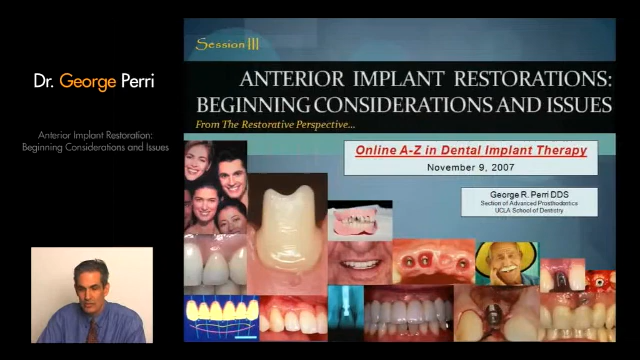 Dr. George Perri
Anterior Implant Restoration:
Beginning Considerations and Issues
Session III
ANTERIOR IMPLANT RESTORATIONS:
BEGINNING CONSIDERATIONS AND ISSUES
From The Restorative Perspective...
Online A-Z in Dental Implant Therapy
November 9, 2007
George R. Perri DDS
Section of Advanced Prosthodontics
UCLA School of Dentistry